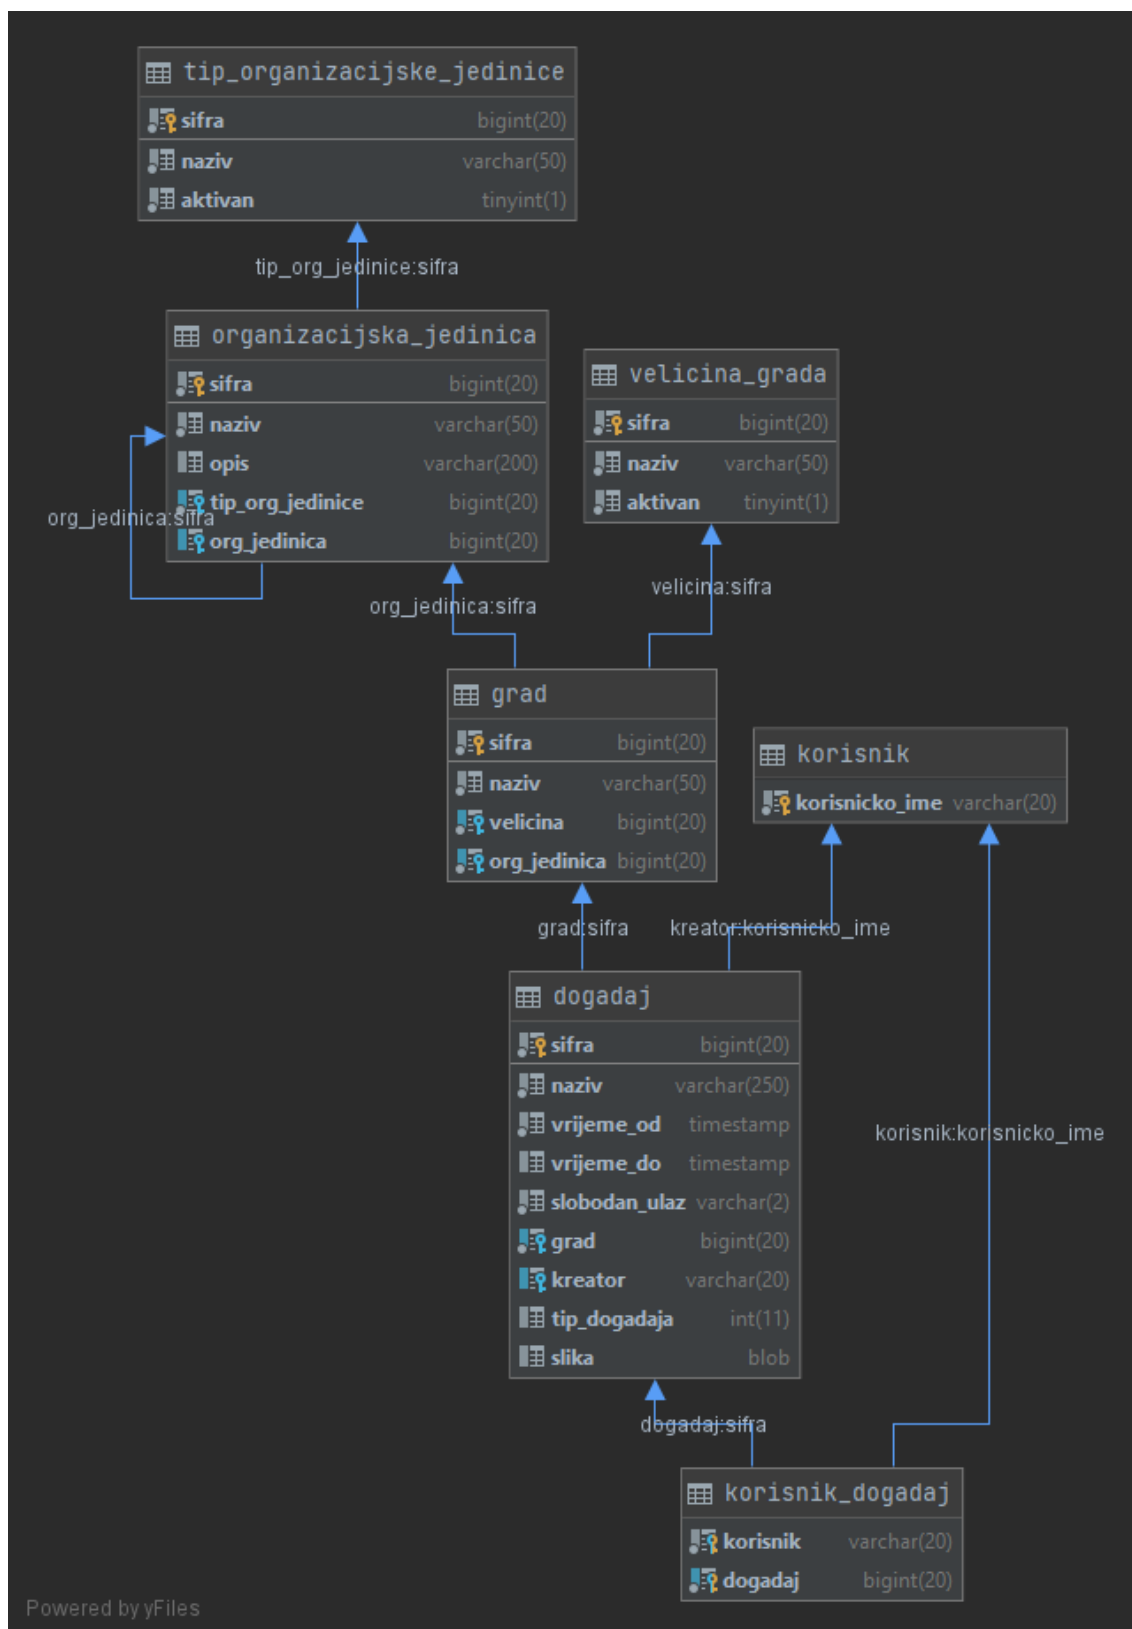 tip_organizacijske_jedinice
sifra bigint(20)
naziv varchar(50)
aktivan tinyint(1)
tip_org_jedinice:sifra
organizacijska_jedinica
sifra bigint(20)
naziv varchar(50)
opis varchar(200)
tip_org_jedinice bigint(20)
org_jedinica bigint(20)
org_jedinica:sifra
velicina_grada
sifra bigint(20)
naziv varchar(50)
aktivan tinyint(1)
org_jedinica:sifra
velicina:sifra
grad
sifra bigint(20)
naziv varchar(50)
velicina bigint(20)
org_jedinica bigint(20)
korisnik
korisnicko_ime varchar(20)
grad:sifra
kreator:korisnicko_ime
dogadaj
sifra bigint(20)
naziv varchar(250)
vrijeme_od timestamp
vrijeme_do timestamp
slobodan_ulaz varchar(2)
grad bigint(20)
kreator varchar(20)
tip_dogadaja int(11)
slika blob
korisnik:korisnicko_ime
dogadaj:sifra
korisnik_dogadaj
korisnik varchar(20)
dogadaj bigint(20)
Powered by yFiles